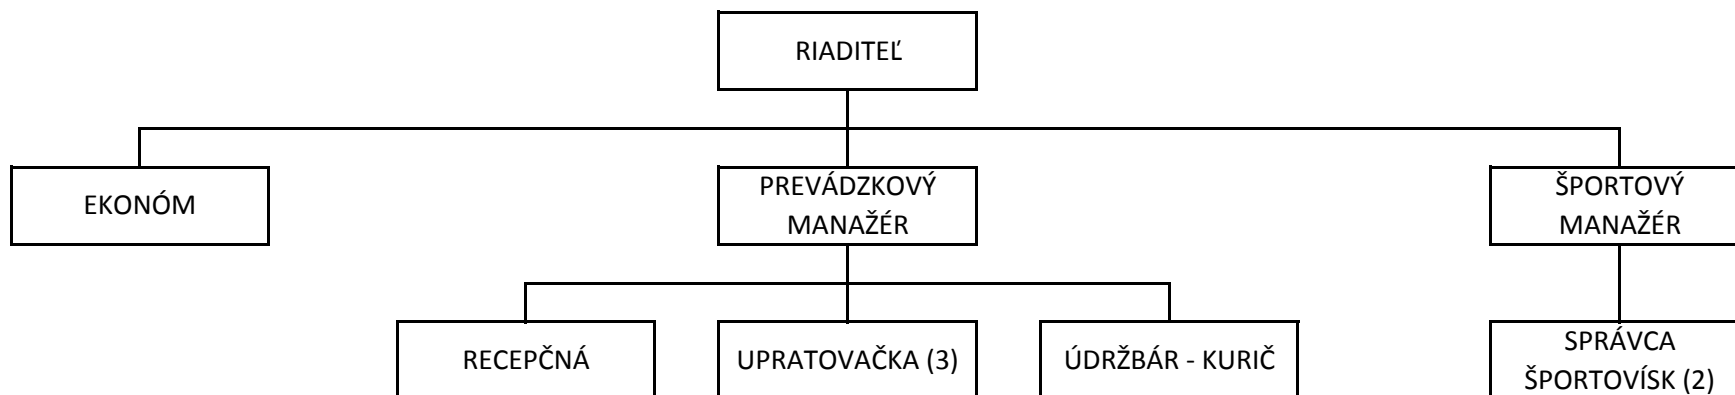 RIADITEĽ
EKONÓM
PREVÁDZKOVÝ
MANAŽÉR
ŠPORTOVÝ
MANAŽÉR
RECEPČNÁ
UPRATOVAČKA (3)
ÚDRŽBÁR - KURIČ
SPRÁVCA
ŠPORTOVÍSK (2)